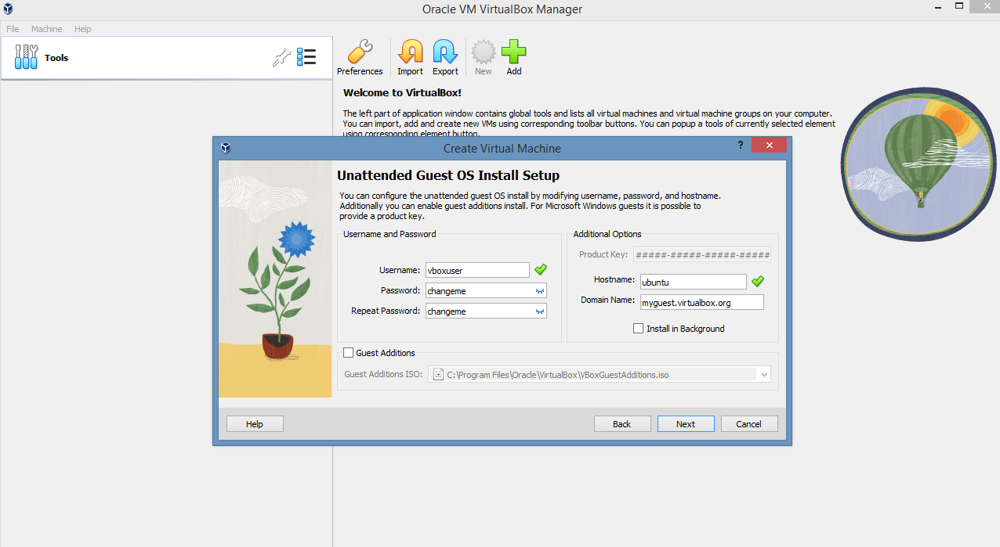 Oracle VM VirtualBox Manager
File Machine Help
Tools
Preferences Import Export New Add
Welcome to VirtualBox!
The left part of application window contains global tools and lists all virtual machines and virtual machine groups on your computer.
You can import, add and create new VMs using corresponding toolbar buttons. You can popup a tools of currently selected element
using corresponding element button.
Create Virtual Machine
?
Unattended Guest OS Install Setup
You can configure the unattended guest OS install by modifying username, password, and hostname.
Additionally you can enable guest additions install. For Microsoft Windows guests it is possible to
provide a product key.
Username and Password
Username: vboxuser
Password: changeme
Repeat Password: changeme
Additional Options
Product Key: #####-#####-#####-#####
Hostname: ubuntu
Domain Name: myguest.virtualbox.org
Install in Background
Guest Additions
Guest Additions ISO: C:\Program Files\Oracle\VirtualBox\VBoxGuestAdditions.iso
Help Back Next Cancel